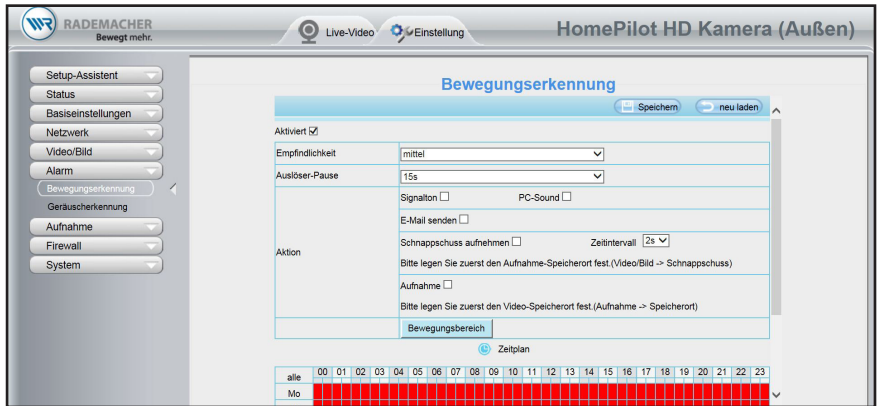 WR RADEMACHER
Bewegt mehr.
Live-Video
Einstellung
HomePilot HD Kamera (Außen)
Setup-Assistent
Status
Basiseinstellungen
Netzwerk
Video/Bild
Alarm
Bewegungserkennung
Geräuscherkennung
Aufnahme
Firewall
System
Bewegungserkennung
Speichern
neu laden
Aktiviert
Empfindlichkeit mittel
Auslöser-Pause 15s
Aktion
Signalton PC-Sound
E-Mail senden
Schnappschuss aufnehmen Zeitintervall 2s
Bitte legen Sie zuerst den Aufnahme-Speicherort fest.(Video/Bild -> Schnappschuss)
Aufnahme
Bitte legen Sie zuerst den Video-Speicherort fest.(Aufnahme -> Speicherort)
Bewegungsbereich
Zeitplan
alle 00 01 02 03 04 05 06 07 08 09 10 11 12 13 14 15 16 17 18 19 20 21 22 23
Mo